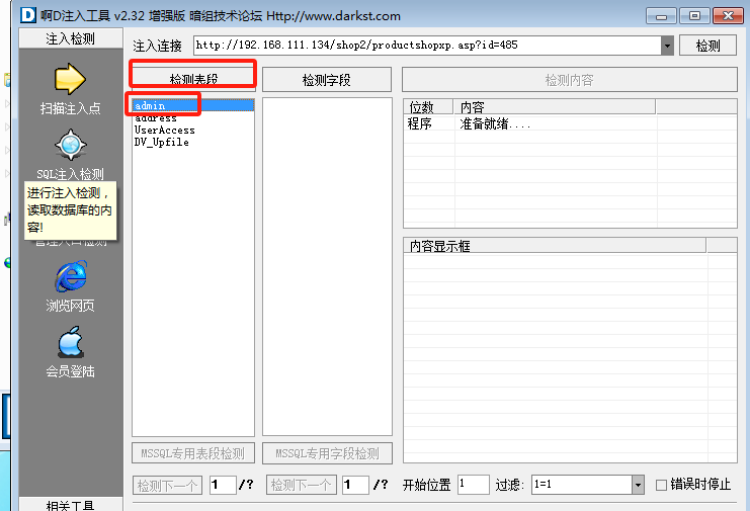 啊D注入工具 v2.32 增强版 暗组技术论坛 Http://www.darkst.com
注入检测
注入连接 http://192.168.111.134/shop2/productshopxp.asp?id=485 检测
检测表段 检测字段 检测内容
扫描注入点
SQL注入检测
进行注入检测，
读取数据库的内
容!
管理入口检测
浏览网页
会员登陆
相关工具
admin
address
UserAccess
DV_Upfile
位数 内容
程序 准备就绪....
内容显示框
MSSQL专用表段检测 MSSQL专用字段检测
检测下一个 1 /? 检测下一个 1 /? 开始位置 1 过滤: 1=1 错误时停止